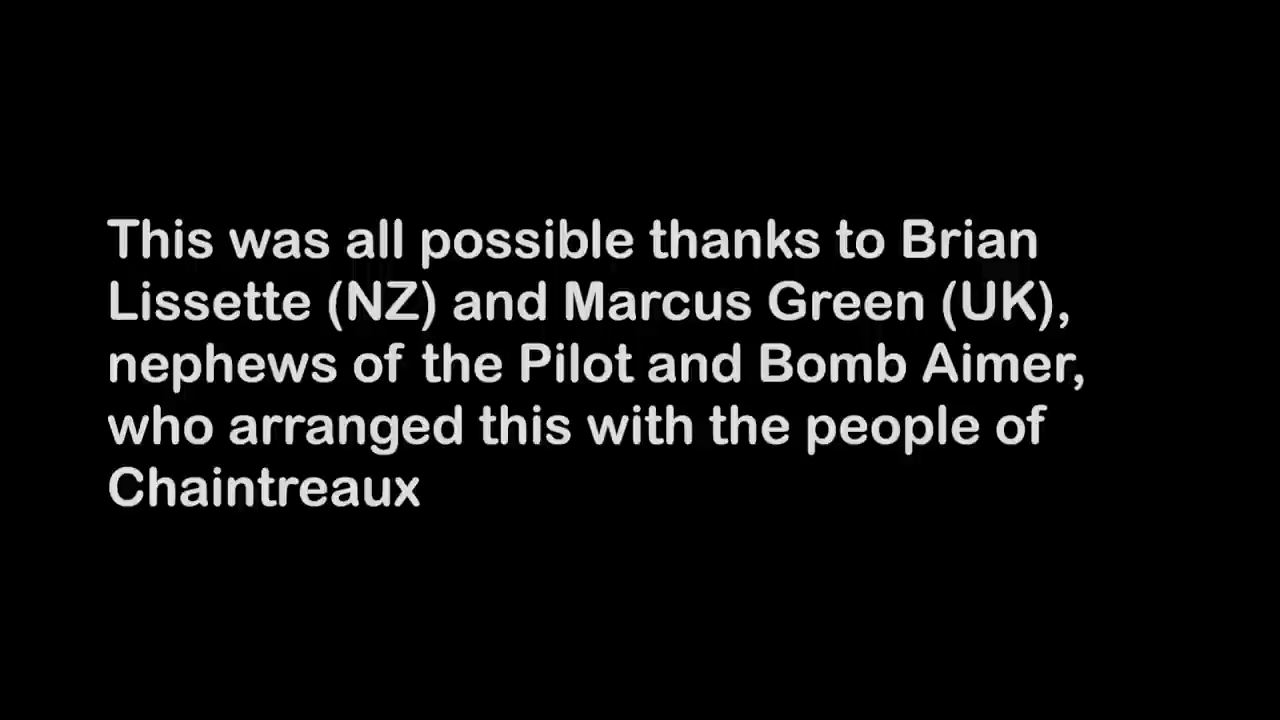 This was all possible thanks to Brian
Lissette (NZ) and Marcus Green (UK),
nephews of the Pilot and Bomb Aimer,
who arranged this with the people of
Chaintreaux